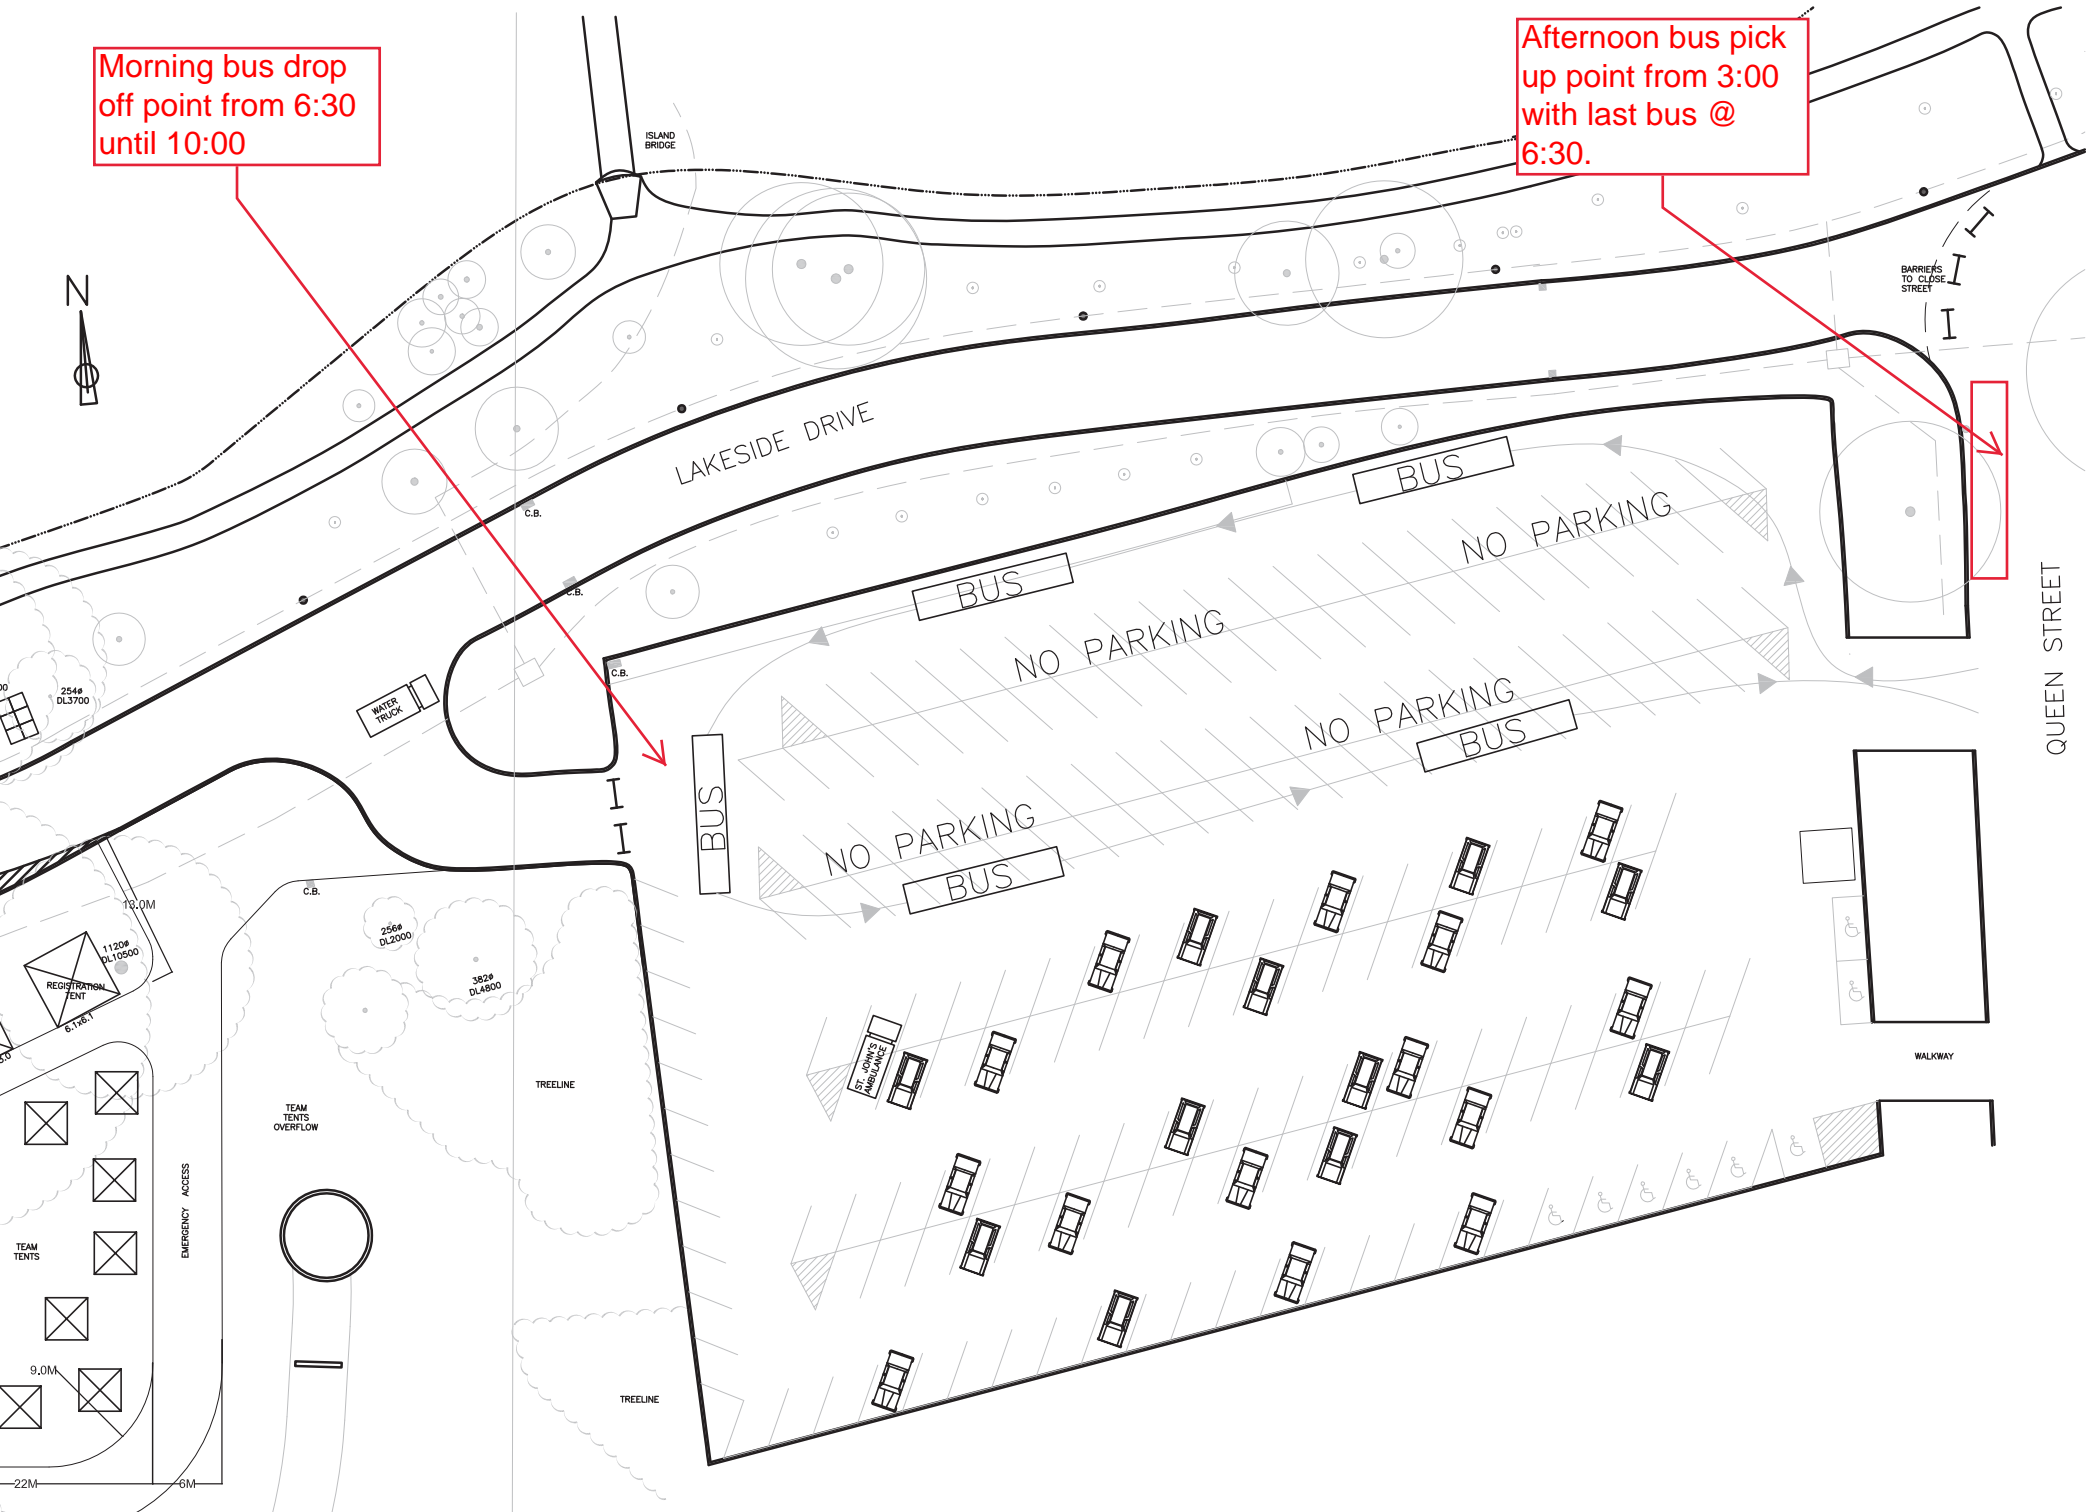 Morning bus drop
off point from 6:30
until 10:00
Afternoon bus pick
up point from 3:00
with last bus @
6:30.
ISLAND
BRIDGE
N
BARRIERS
TO CLOSE
STREET
LAKESIDE DRIVE
C.B.
C.B.
C.B.
BUS
BUS
NO PARKING
NO PARKING
QUEEN STREET
254ø
DL3700
WATER
TRUCK
NO PARKING
BUS
BUS
NO PARKING
BUS
C.B.
13.0M
256ø
DL2000
1120ø
DL10500
382ø
DL4800
REGISTRATION
TENT
6.1x6.1
ST. JOHN'S
AMBULANCE
WALKWAY
TREELINE
TEAM
TENTS
OVERFLOW
EMERGENCY ACCESS
TEAM
TENTS
9.0M
TREELINE
22M
6M